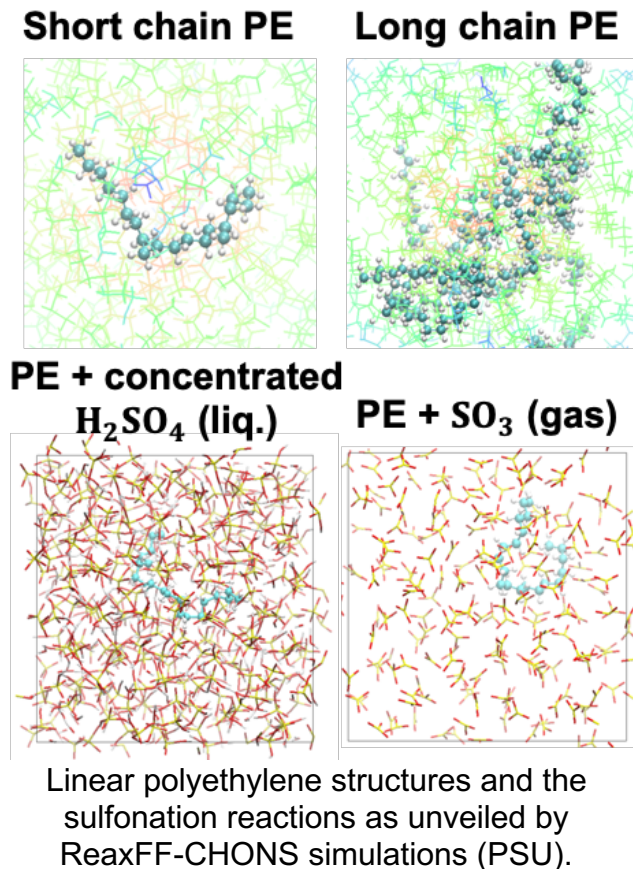 Short chain PE
Long chain PE
PE + concentrated
H₂SO₄ (liq.)
PE + SO₃ (gas)
Linear polyethylene structures and the
sulfonation reactions as unveiled by
ReaxFF-CHONS simulations (PSU).